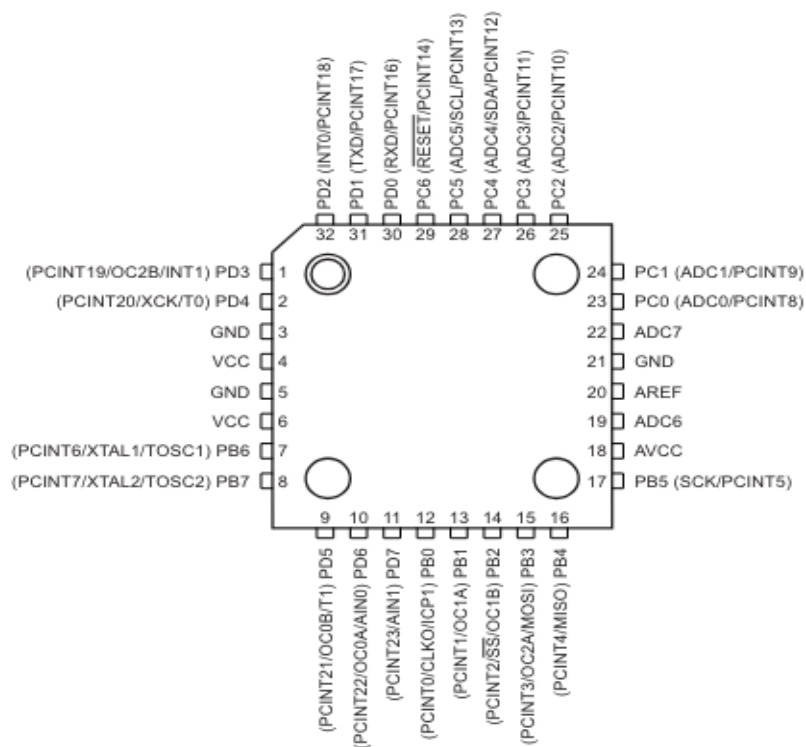 PD2 (INT0/PCINT18)
PD1 (TXD/PCINT17)
PD0 (RXD/PCINT16)
PC6 (RESET/PCINT14)
PC5 (ADC5/SCL/PCINT13)
PC4 (ADC4/SDA/PCINT12)
PC3 (ADC3/PCINT11)
PC2 (ADC2/PCINT10)
32 31 30 29 28 27 26 25
(PCINT19/OC2B/INT1) PD3 1
(PCINT20/XCK/T0) PD4 2
GND 3
VCC 4
GND 5
VCC 6
(PCINT6/XTAL1/TOSC1) PB6 7
(PCINT7/XTAL2/TOSC2) PB7 8
24 PC1 (ADC1/PCINT9)
23 PC0 (ADC0/PCINT8)
22 ADC7
21 GND
20 AREF
19 ADC6
18 AVCC
17 PB5 (SCK/PCINT5)
9 10 11 12 13 14 15 16
(PCINT21/OC0B/T1) PD5
(PCINT22/OC0A/AIN0) PD6
(PCINT23/AIN1) PD7
(PCINT0/CLKO/ICP1) PB0
(PCINT1/OC1A) PB1
(PCINT2/SS/OC1B) PB2
(PCINT3/OC2A/MOSI) PB3
(PCINT4/MISO) PB4